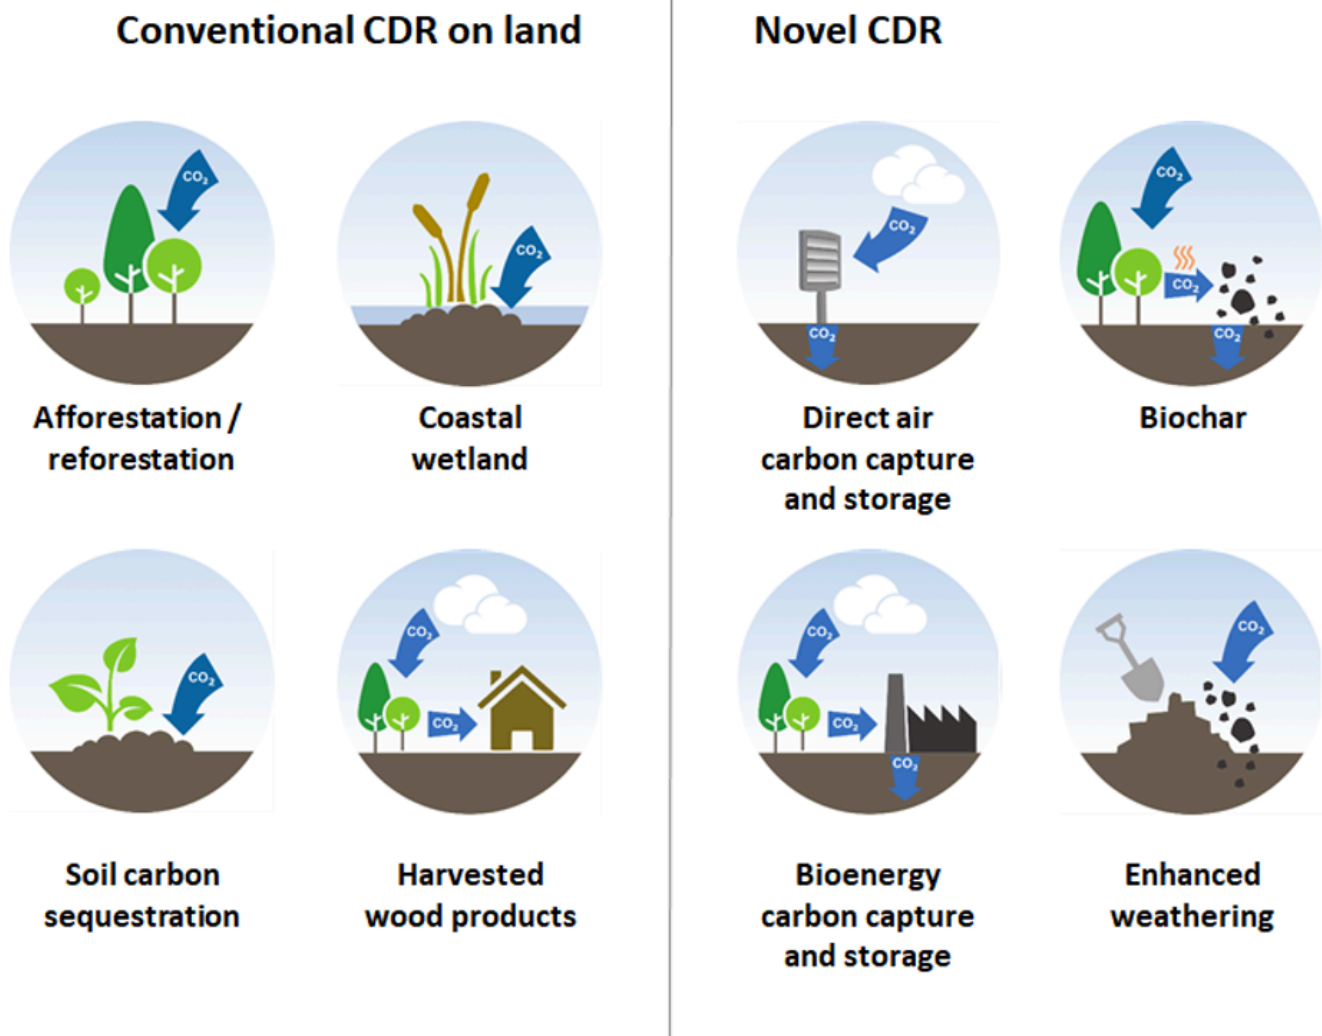 Conventional CDR on land
Novel CDR
CO₂
CO₂
CO₂
CO₂
CO₂
CO₂
CO₂
Afforestation /
reforestation
Coastal
wetland
Direct air
carbon capture
and storage
Biochar
CO₂
CO₂
CO₂
CO₂
CO₂
CO₂
CO₂
Soil carbon
sequestration
Harvested
wood products
Bioenergy
carbon capture
and storage
Enhanced
weathering